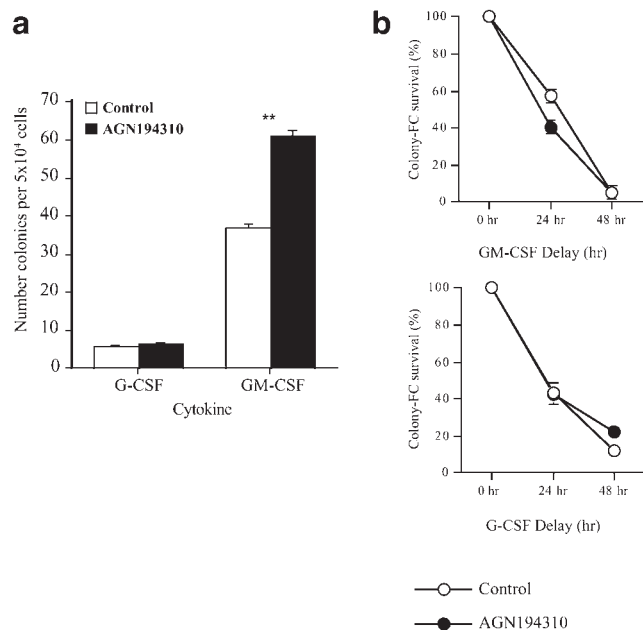 a
Control
AGN194310
**
70
60
50
40
30
20
10
0
Number colonies per 5x10⁴ cells
G-CSF
GM-CSF
Cytokine
b
100
80
60
40
20
0
Colony-FC survival (%)
0 hr
24 hr
48 hr
GM-CSF Delay (hr)
100
80
60
40
20
0
Colony-FC survival (%)
0 hr
24 hr
48 hr
G-CSF Delay (hr)
Control
AGN194310